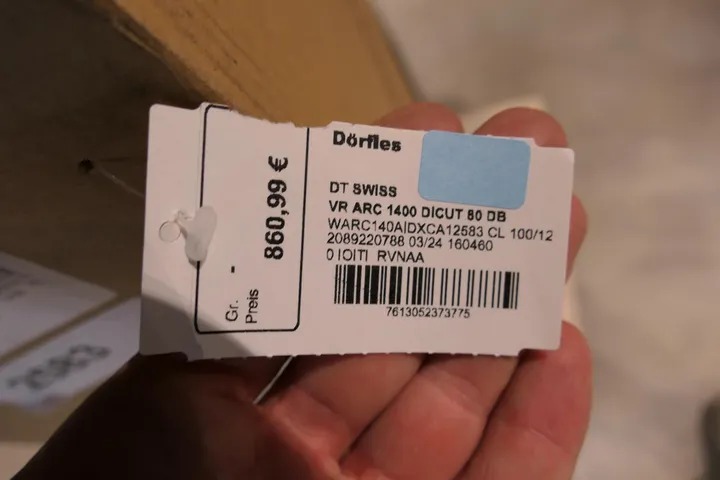 Dörfles
DT SWISS
VR ARC 1400 DICUT 80 DB
WARC140AIDXCA12583 CL 100/12
2089220788 03/24 160460
0 IOITI RVNAA
7613052373775
Gr. -
Preis 860,99 €